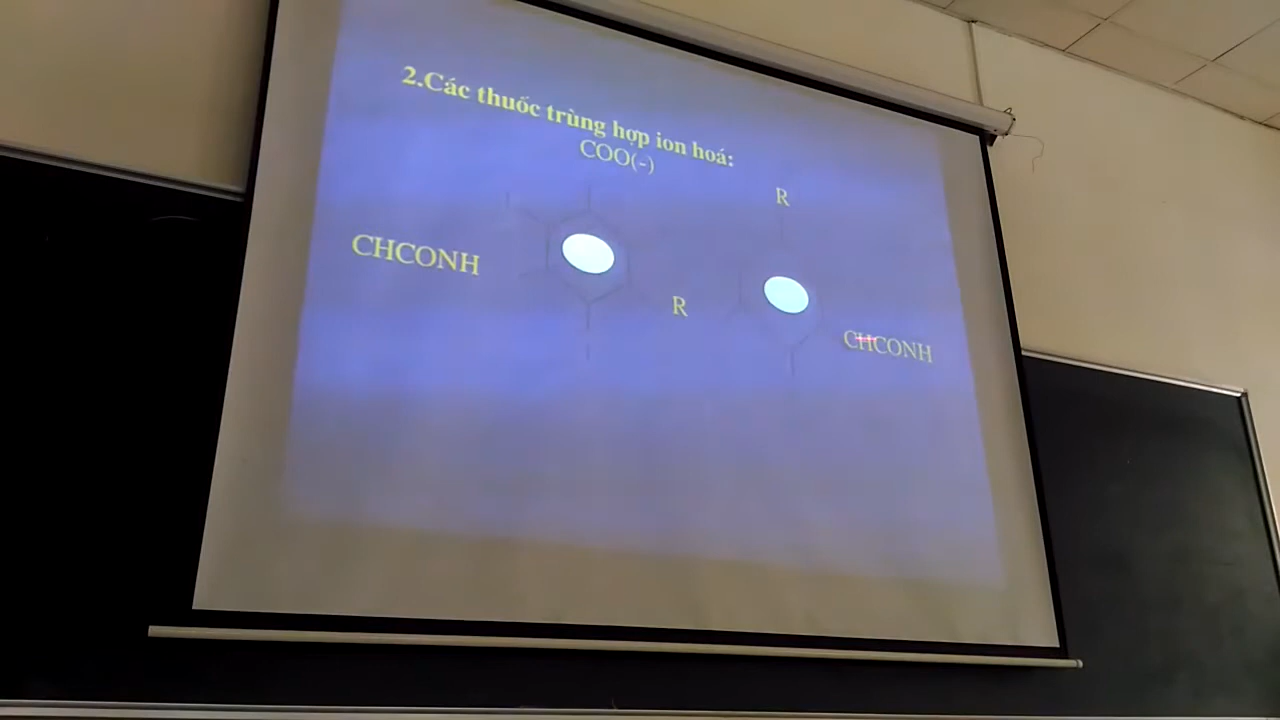 2.Các thuốc trùng hợp ion hoá:
COO(-)
R
CHCONH
R
CHCONH